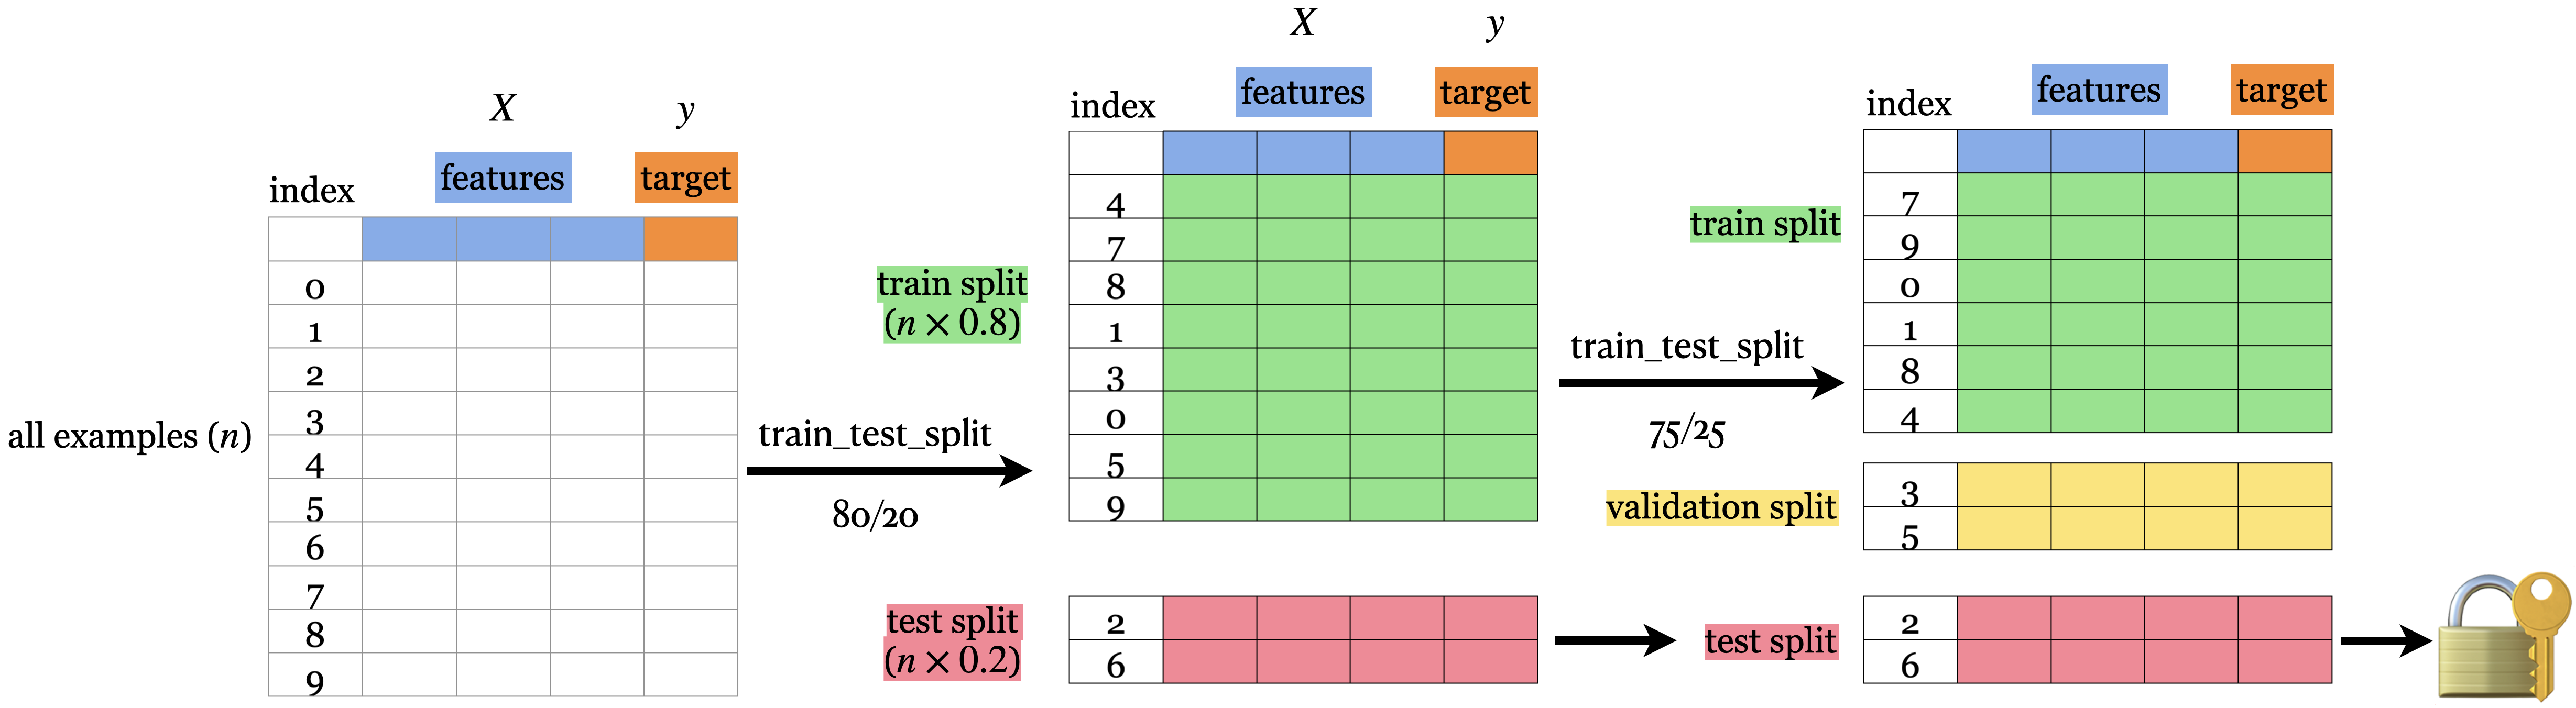 all examples (n)
X y
features target
index
0
1
2
3
4
5
6
7
8
9
train_test_split
80/20
X y
features target
index
train split
(n × 0.8)
4
7
8
1
3
0
5
9
test split
(n × 0.2)
2
6
train_test_split
75/25
features target
index
train split
7
9
0
1
8
4
validation split
3
5
test split
2
6